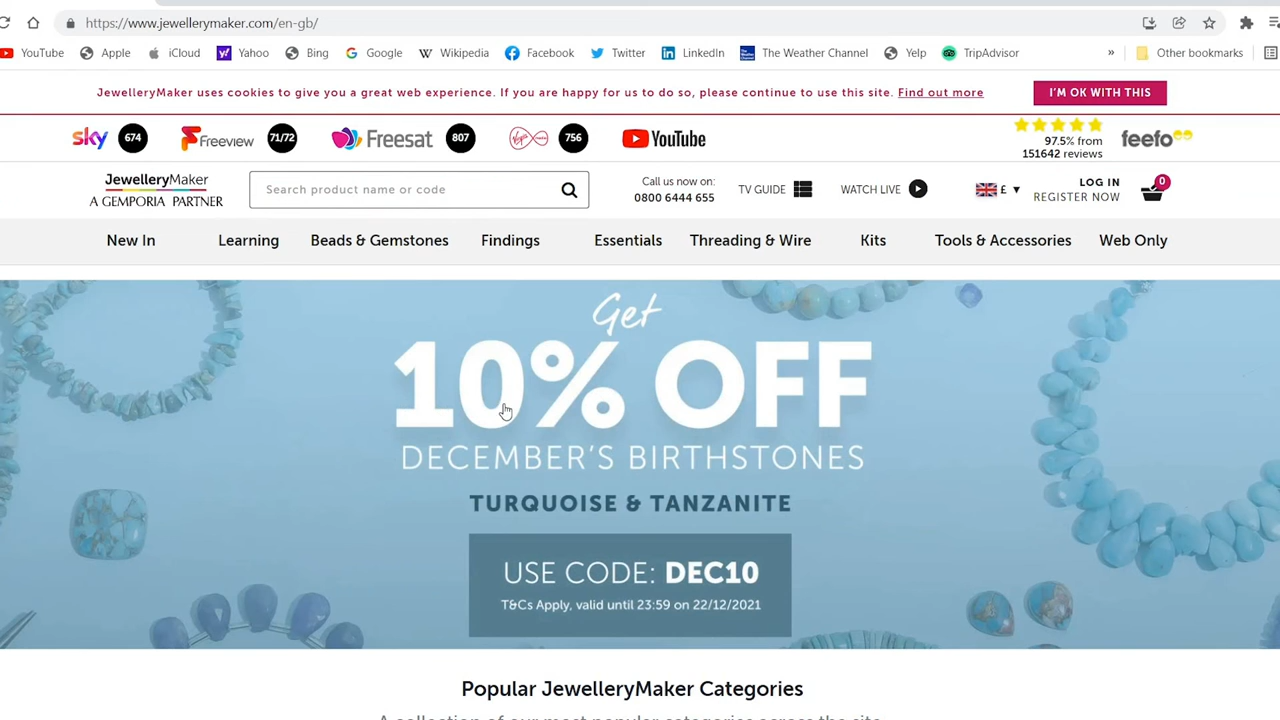 https://www.jewellerymaker.com/en-gb/
YouTube Apple iCloud Yahoo Bing Google Wikipedia Facebook Twitter LinkedIn The Weather Channel Yelp TripAdvisor » Other bookmarks
JewelleryMaker uses cookies to give you a great web experience. If you are happy for us to do so, please continue to use this site. Find out more
I'M OK WITH THIS
sky 674 Freeview 71/72 Freesat 807 Virgin media 756 YouTube
97.5% from
151642 reviews
feefo
JewelleryMaker
A GEMPORIA PARTNER
Search product name or code
Call us now on:
0800 6444 655
TV GUIDE
WATCH LIVE
£ ▼
LOG IN
REGISTER NOW
0
New In Learning Beads & Gemstones Findings Essentials Threading & Wire Kits Tools & Accessories Web Only
Get
10% OFF
DECEMBER'S BIRTHSTONES
TURQUOISE & TANZANITE
USE CODE: DEC10
T&Cs Apply, valid until 23:59 on 22/12/2021
Popular JewelleryMaker Categories
A collection of our most popular categories across the site